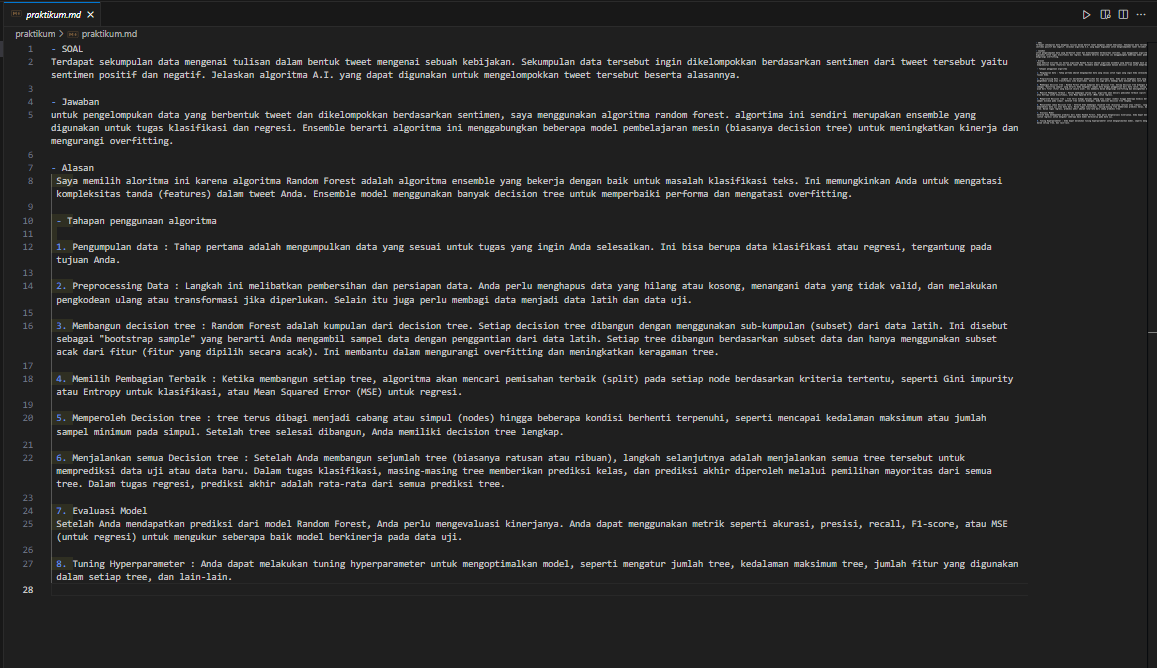 praktikum.md
praktikum > praktikum.md
1 - SOAL
2 Terdapat sekumpulan data mengenai tulisan dalam bentuk tweet mengenai sebuah kebijakan. Sekumpulan data tersebut ingin dikelompokkan berdasarkan sentimen dari tweet tersebut yaitu
sentimen positif dan negatif. Jelaskan algoritma A.I. yang dapat digunakan untuk mengelompokkan tweet tersebut beserta alasannya.
3
4 - Jawaban
5 untuk pengelompukan data yang berbentuk tweet dan dikelompokkan berdasarkan sentimen, saya menggunakan algoritma random forest. algortima ini sendiri merupakan ensemble yang
digunakan untuk tugas klasifikasi dan regresi. Ensemble berarti algoritma ini menggabungkan beberapa model pembelajaran mesin (biasanya decision tree) untuk meningkatkan kinerja dan
mengurangi overfitting.
6
7 - Alasan
8 Saya memilih aloritma ini karena algoritma Random Forest adalah algoritma ensemble yang bekerja dengan baik untuk masalah klasifikasi teks. Ini memungkinkan Anda untuk mengatasi
kompleksitas tanda (features) dalam tweet Anda. Ensemble model menggunakan banyak decision tree untuk memperbaiki performa dan mengatasi overfitting.
9
10 - Tahapan penggunaan algoritma
11
12 1. Pengumpulan data : Tahap pertama adalah mengumpulkan data yang sesuai untuk tugas yang ingin Anda selesaikan. Ini bisa berupa data klasifikasi atau regresi, tergantung pada
tujuan Anda.
13
14 2. Preprocessing Data : Langkah ini melibatkan pembersihan dan persiapan data. Anda perlu menghapus data yang hilang atau kosong, menangani data yang tidak valid, dan melakukan
pengkodean ulang atau transformasi jika diperlukan. Selain itu juga perlu membagi data menjadi data latih dan data uji.
15
16 3. Membangun decision tree : Random Forest adalah kumpulan dari decision tree. Setiap decision tree dibangun dengan menggunakan sub-kumpulan (subset) dari data latih. Ini disebut
sebagai "bootstrap sample" yang berarti Anda mengambil sampel data dengan penggantian dari data latih. Setiap tree dibangun berdasarkan subset data dan hanya menggunakan subset
acak dari fitur (fitur yang dipilih secara acak). Ini membantu dalam mengurangi overfitting dan meningkatkan keragaman tree.
17
18 4. Memilih Pembagian Terbaik : Ketika membangun setiap tree, algoritma akan mencari pemisahan terbaik (split) pada setiap node berdasarkan kriteria tertentu, seperti Gini impurity
atau Entropy untuk klasifikasi, atau Mean Squared Error (MSE) untuk regresi.
19
20 5. Memperoleh Decision tree : tree terus dibagi menjadi cabang atau simpul (nodes) hingga beberapa kondisi berhenti terpenuhi, seperti mencapai kedalaman maksimum atau jumlah
sampel minimum pada simpul. Setelah tree selesai dibangun, Anda memiliki decision tree lengkap.
21
22 6. Menjalankan semua Decision tree : Setelah Anda membangun sejumlah tree (biasanya ratusan atau ribuan), langkah selanjutnya adalah menjalankan semua tree tersebut untuk
memprediksi data uji atau data baru. Dalam tugas klasifikasi, masing-masing tree memberikan prediksi kelas, dan prediksi akhir diperoleh melalui pemilihan mayoritas dari semua
tree. Dalam tugas regresi, prediksi akhir adalah rata-rata dari semua prediksi tree.
23
24 7. Evaluasi Model
25 Setelah Anda mendapatkan prediksi dari model Random Forest, Anda perlu mengevaluasi kinerjanya. Anda dapat menggunakan metrik seperti akurasi, presisi, recall, F1-score, atau MSE
(untuk regresi) untuk mengukur seberapa baik model berkinerja pada data uji.
26
27 8. Tuning Hyperparameter : Anda dapat melakukan tuning hyperparameter untuk mengoptimalkan model, seperti mengatur jumlah tree, kedalaman maksimum tree, jumlah fitur yang digunakan
dalam setiap tree, dan lain-lain.
28